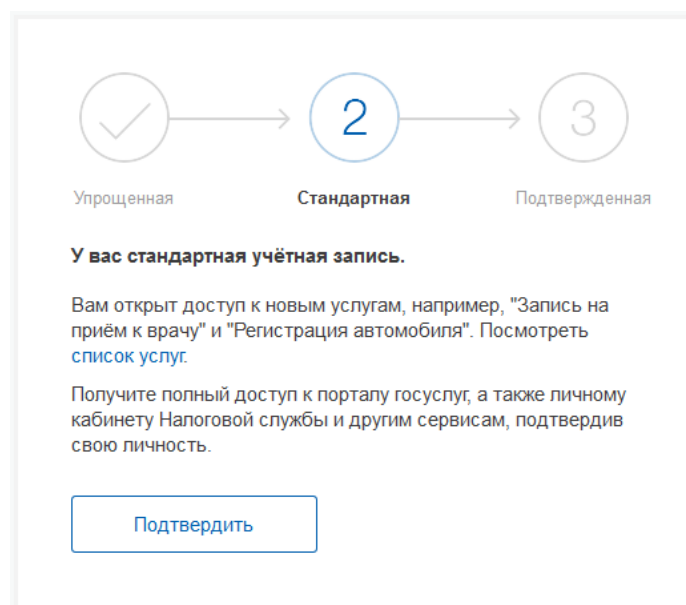 2
3
Упрощенная
Стандартная
Подтвержденная
У вас стандартная учётная запись.
Вам открыт доступ к новым услугам, например, "Запись на
приём к врачу" и "Регистрация автомобиля". Посмотреть
список услуг.
Получите полный доступ к порталу госуслуг, а также личному
кабинету Налоговой службы и другим сервисам, подтвердив
свою личность.
Подтвердить